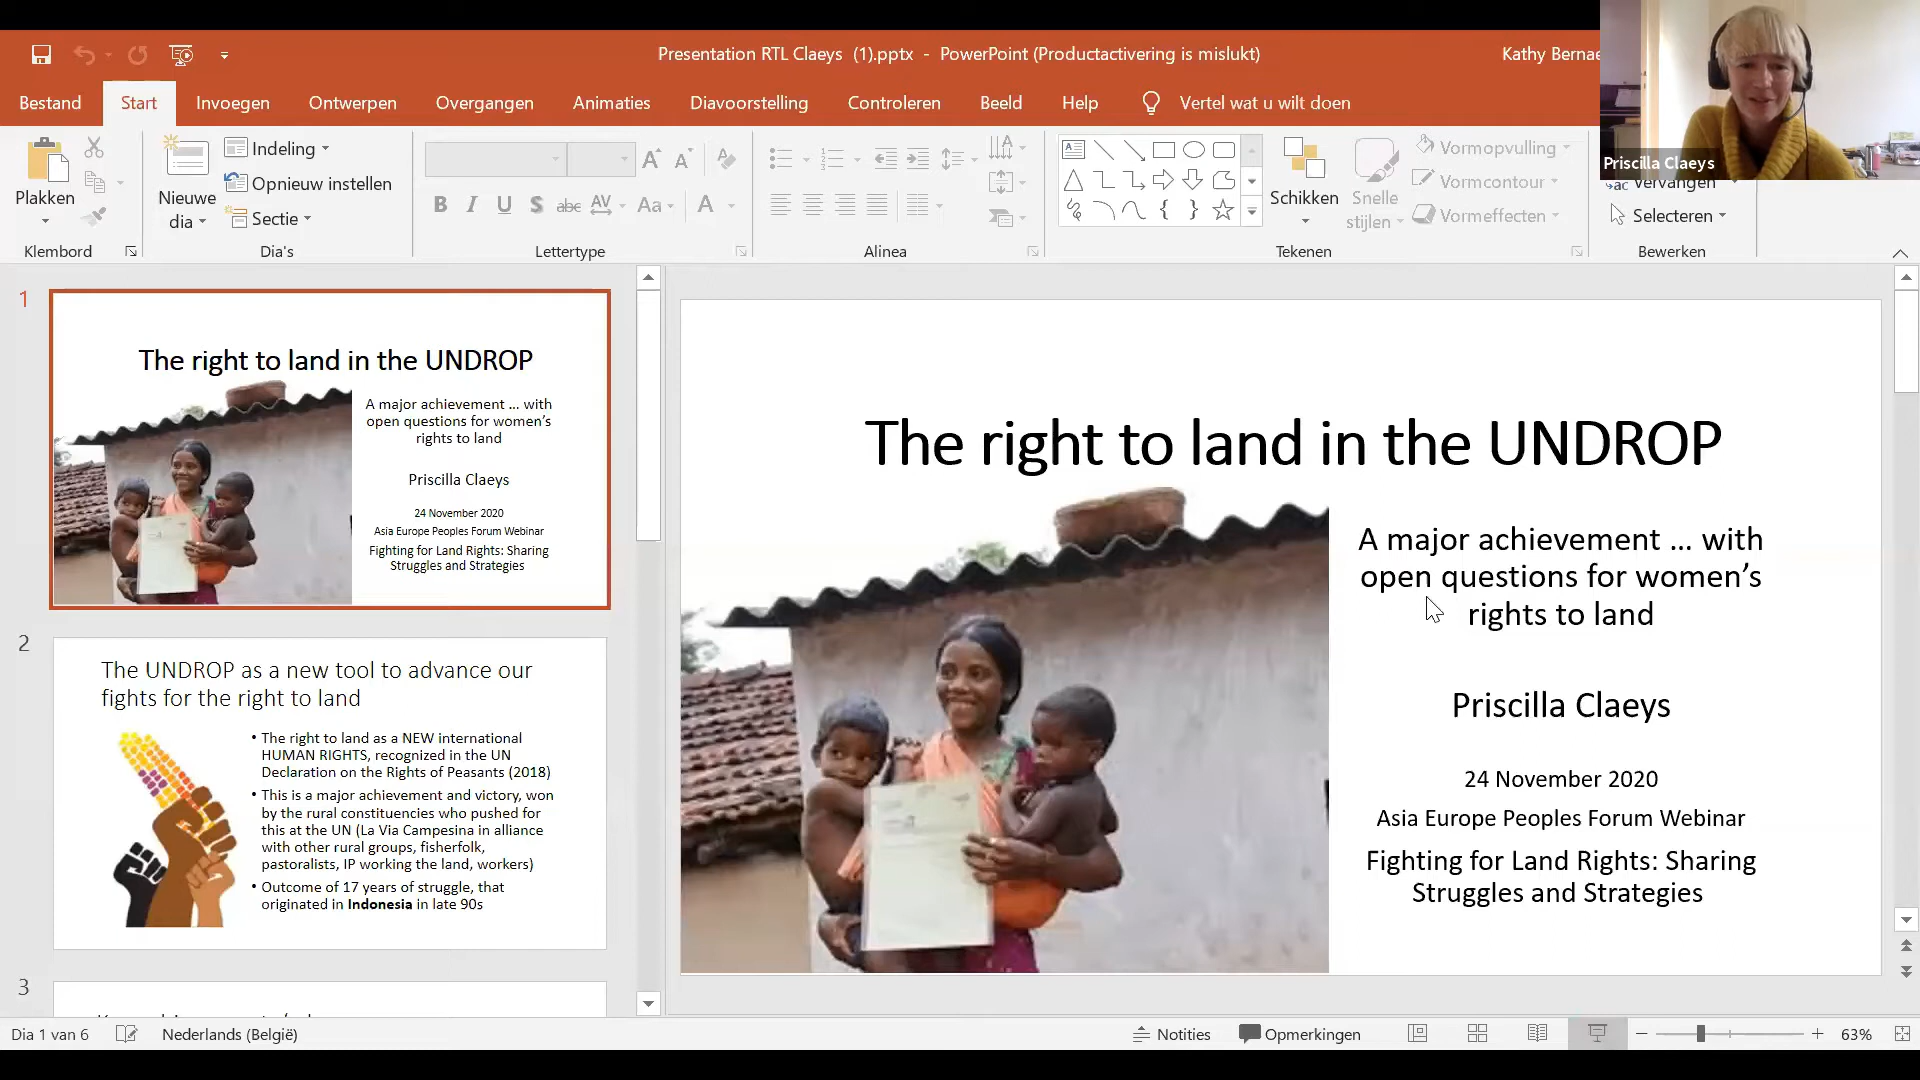 Presentation RTL Claeys (1).pptx - PowerPoint (Productactivering is mislukt)
Kathy Bernae
Bestand
Start
Invoegen
Ontwerpen
Overgangen
Animaties
Diavoorstelling
Controleren
Beeld
Help
Vertel wat u wilt doen
Priscilla Claeys
Plakken
Nieuwe
dia
Indeling
Opnieuw instellen
Sectie
B I U S abc AV Aa A
Schikken
Snelle
stijlen
Vormopvulling
Vormcontour
Vormeffecten
Vervangen
Selecteren
Klembord
Dia's
Lettertype
Alinea
Tekenen
Bewerken
1
The right to land in the UNDROP
A major achievement … with
open questions for women's
rights to land
Priscilla Claeys
24 November 2020
Asia Europe Peoples Forum Webinar
Fighting for Land Rights: Sharing
Struggles and Strategies
2
The UNDROP as a new tool to advance our
fights for the right to land
• The right to land as a NEW international
HUMAN RIGHTS, recognized in the UN
Declaration on the Rights of Peasants (2018)
• This is a major achievement and victory, won
by the rural constituencies who pushed for
this at the UN (La Via Campesina in alliance
with other rural groups, fisherfolk,
pastoralists, IP working the land, workers)
• Outcome of 17 years of struggle, that
originated in Indonesia in late 90s
3
The right to land in the UNDROP
A major achievement … with
open questions for women's
rights to land
Priscilla Claeys
24 November 2020
Asia Europe Peoples Forum Webinar
Fighting for Land Rights: Sharing
Struggles and Strategies
Dia 1 van 6
Nederlands (België)
Notities
Opmerkingen
63%